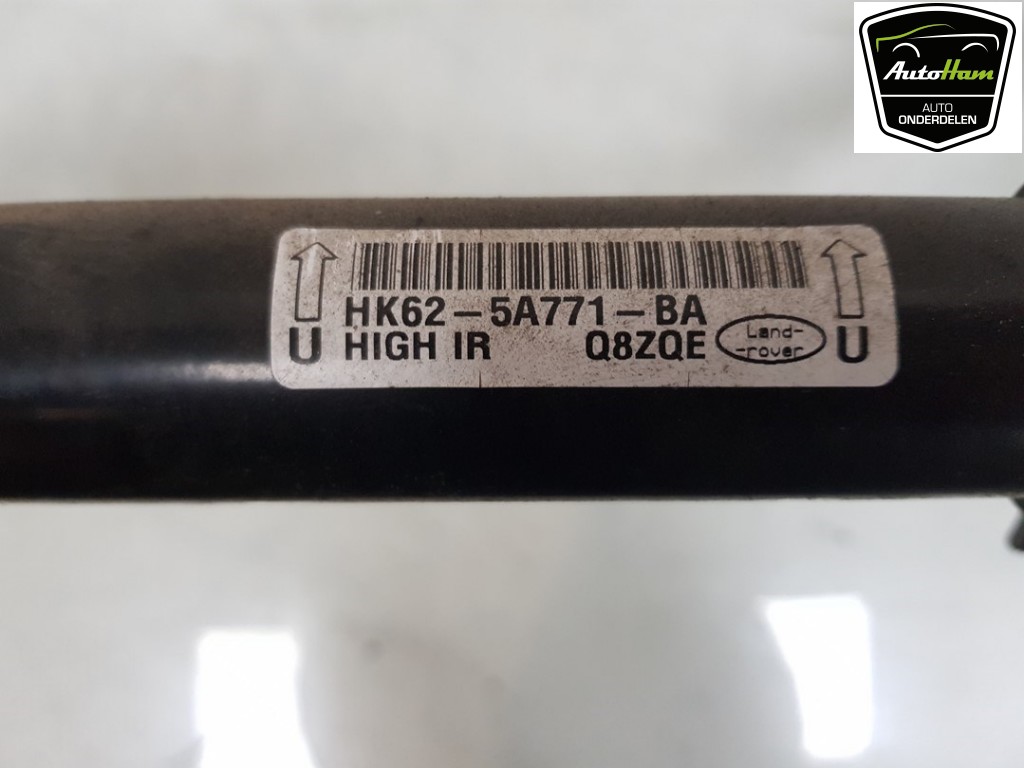 AutoHam
AUTO
ONDERDELEN
HK62-5A771-BA
HIGH IR Q8ZQE
Land-
-rover
U
U